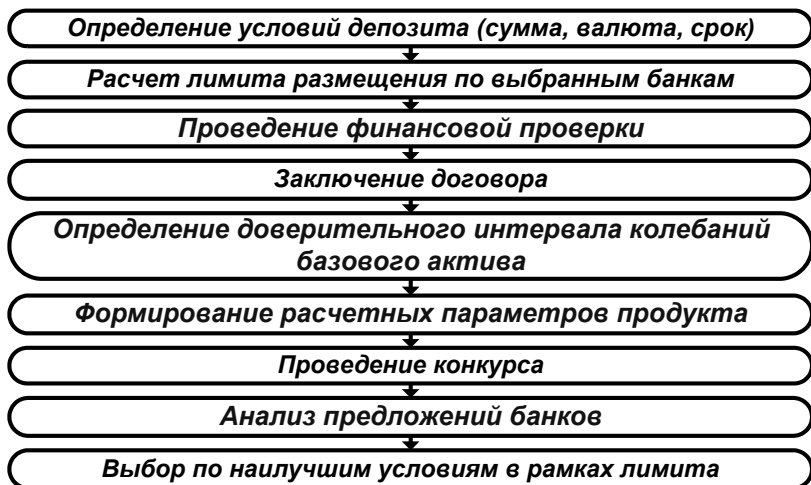 Определение условий депозита (сумма, валюта, срок)
Расчет лимита размещения по выбранным банкам
Проведение финансовой проверки
Заключение договора
Определение доверительного интервала колебаний
базового актива
Формирование расчетных параметров продукта
Проведение конкурса
Анализ предложений банков
Выбор по наилучшим условиям в рамках лимита